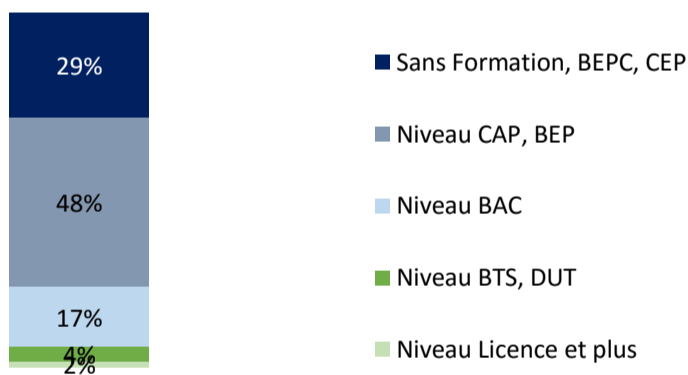 29%
48%
17%
4%
2%
Sans Formation, BEPC, CEP
Niveau CAP, BEP
Niveau BAC
Niveau BTS, DUT
Niveau Licence et plus